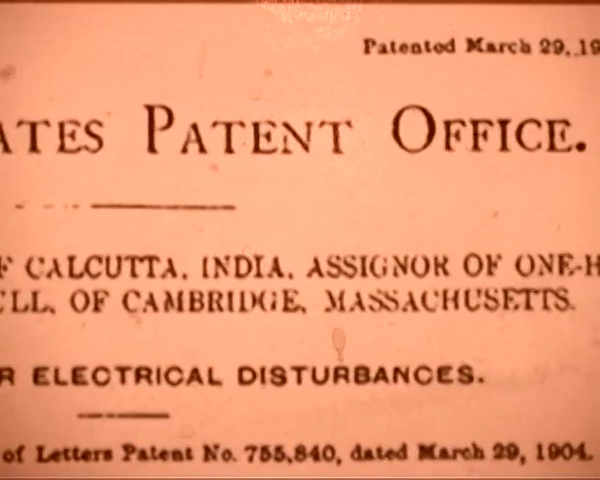 Patented March 29, 19
ATES PATENT OFFICE.
F CALCUTTA, INDIA, ASSIGNOR OF ONE-H
LL, OF CAMBRIDGE, MASSACHUSETTS.
R ELECTRICAL DISTURBANCES.
of Letters Patent No. 755,840, dated March 29, 1904.